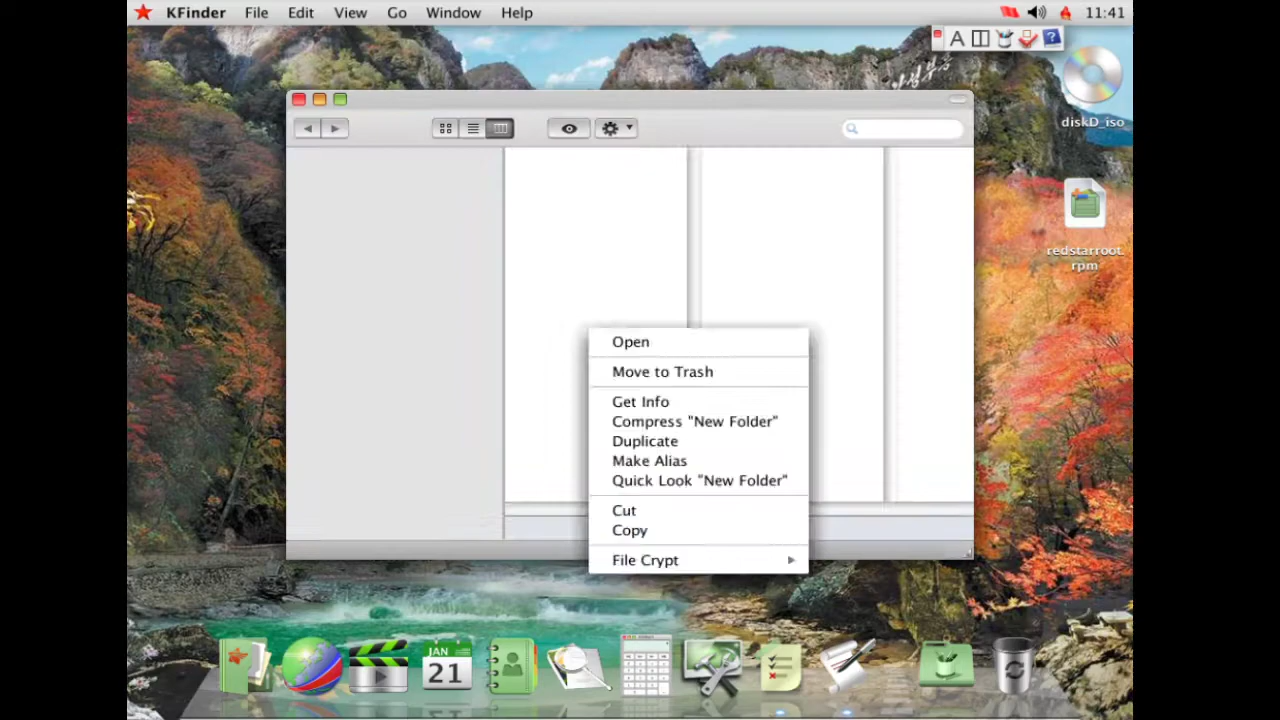 KFinder File Edit View Go Window Help 11:41
A
diskD_iso
redstarroot.
rpm
Open
Move to Trash
Get Info
Compress "New Folder"
Duplicate
Make Alias
Quick Look "New Folder"
Cut
Copy
File Crypt
JAN
21